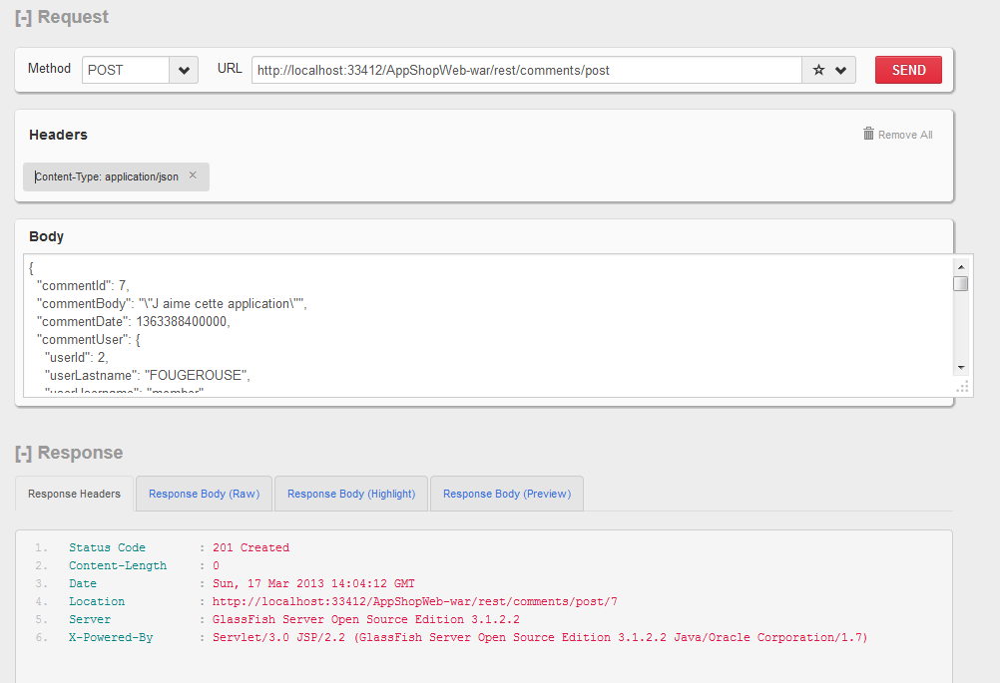 [-] Request
Method POST URL http://localhost:33412/AppShopWeb-war/rest/comments/post SEND
Headers Remove All
Content-Type: application/json ×
Body
{
"commentId": 7,
"commentBody": "\"J aime cette application\"",
"commentDate": 1363388400000,
"commentUser": {
"userId": 2,
"userLastname": "FOUGEROUSE",
"userUsername": "member"
[-] Response
Response Headers Response Body (Raw) Response Body (Highlight) Response Body (Preview)
1. Status Code : 201 Created
2. Content-Length : 0
3. Date : Sun, 17 Mar 2013 14:04:12 GMT
4. Location : http://localhost:33412/AppShopWeb-war/rest/comments/post/7
5. Server : GlassFish Server Open Source Edition 3.1.2.2
6. X-Powered-By : Servlet/3.0 JSP/2.2 (GlassFish Server Open Source Edition 3.1.2.2 Java/Oracle Corporation/1.7)